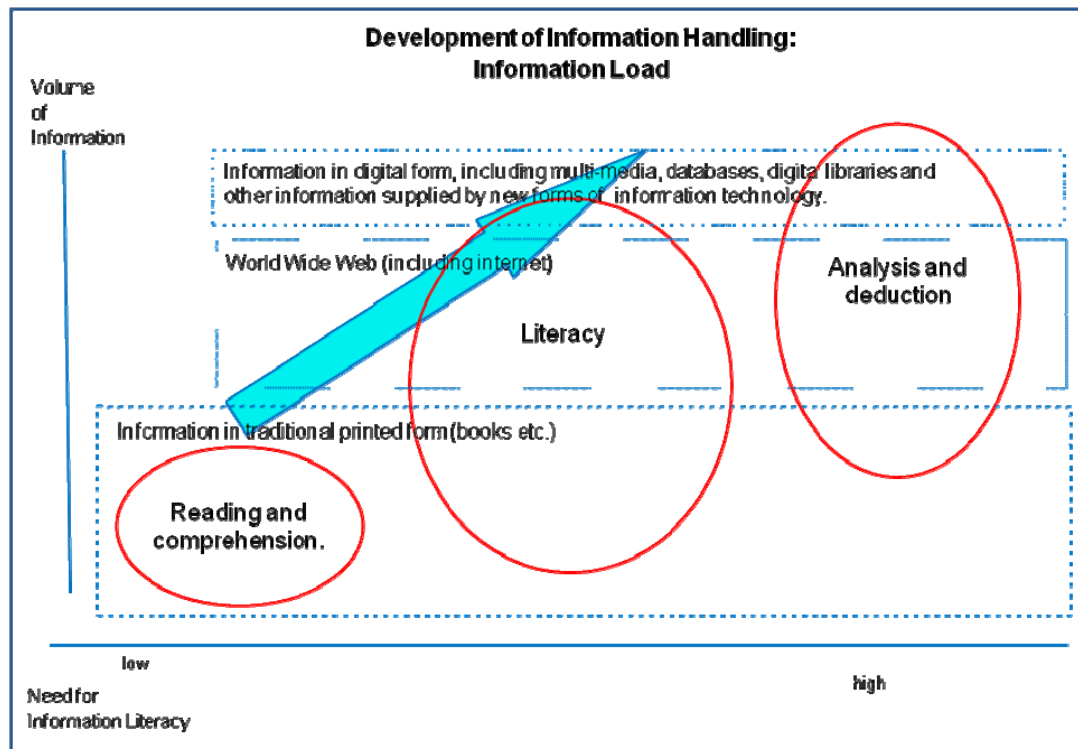 Development of Information Handling:
Information Load
Volume
of
Information
Information in digital form, including multi-media, databases, digital libraries and
other information supplied by new forms of information technology.
World Wide Web (including internet)
Analysis and
deduction
Literacy
Information in traditional printed form (books etc.)
Reading and
comprehension.
low
high
Need for
Information Literacy